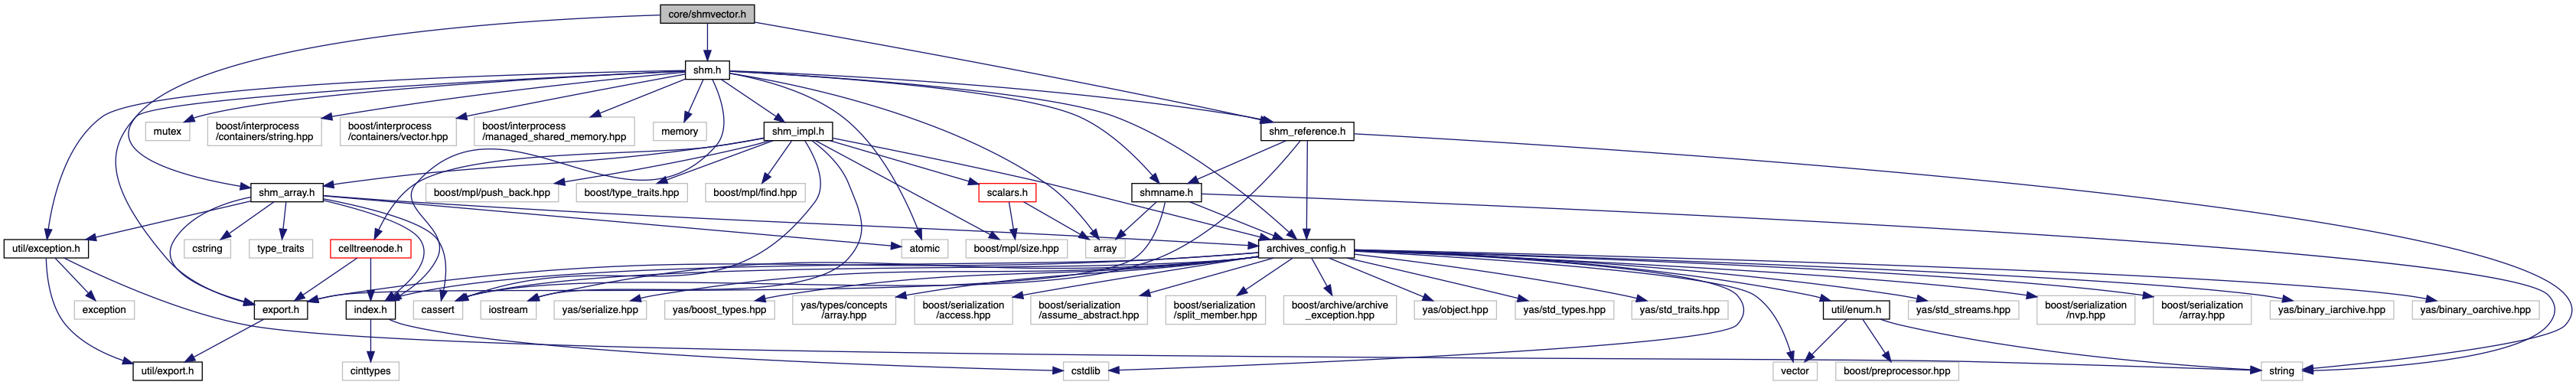 core/shmvector.h
shm.h
mutex
boost/interprocess
/containers/string.hpp
boost/interprocess
/containers/vector.hpp
boost/interprocess
/managed_shared_memory.hpp
memory
shm_impl.h
shm_reference.h
shm_array.h
boost/mpl/push_back.hpp
boost/type_traits.hpp
boost/mpl/find.hpp
scalars.h
shmname.h
util/exception.h
cstring
type_traits
celltreenode.h
atomic
boost/mpl/size.hpp
array
archives_config.h
exception
export.h
index.h
cassert
iostream
yas/serialize.hpp
yas/boost_types.hpp
yas/types/concepts
/array.hpp
boost/serialization
/access.hpp
boost/serialization
/assume_abstract.hpp
boost/serialization
/split_member.hpp
boost/archive/archive
_exception.hpp
yas/object.hpp
yas/std_types.hpp
yas/std_traits.hpp
util/enum.h
yas/std_streams.hpp
boost/serialization
/nvp.hpp
boost/serialization
/array.hpp
yas/binary_iarchive.hpp
yas/binary_oarchive.hpp
util/export.h
cinttypes
cstdlib
vector
boost/preprocessor.hpp
string